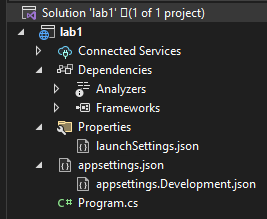 Solution 'lab1' (1 of 1 project)
lab1
Connected Services
Dependencies
Analyzers
Frameworks
Properties
launchSettings.json
appsettings.json
appsettings.Development.json
C# Program.cs